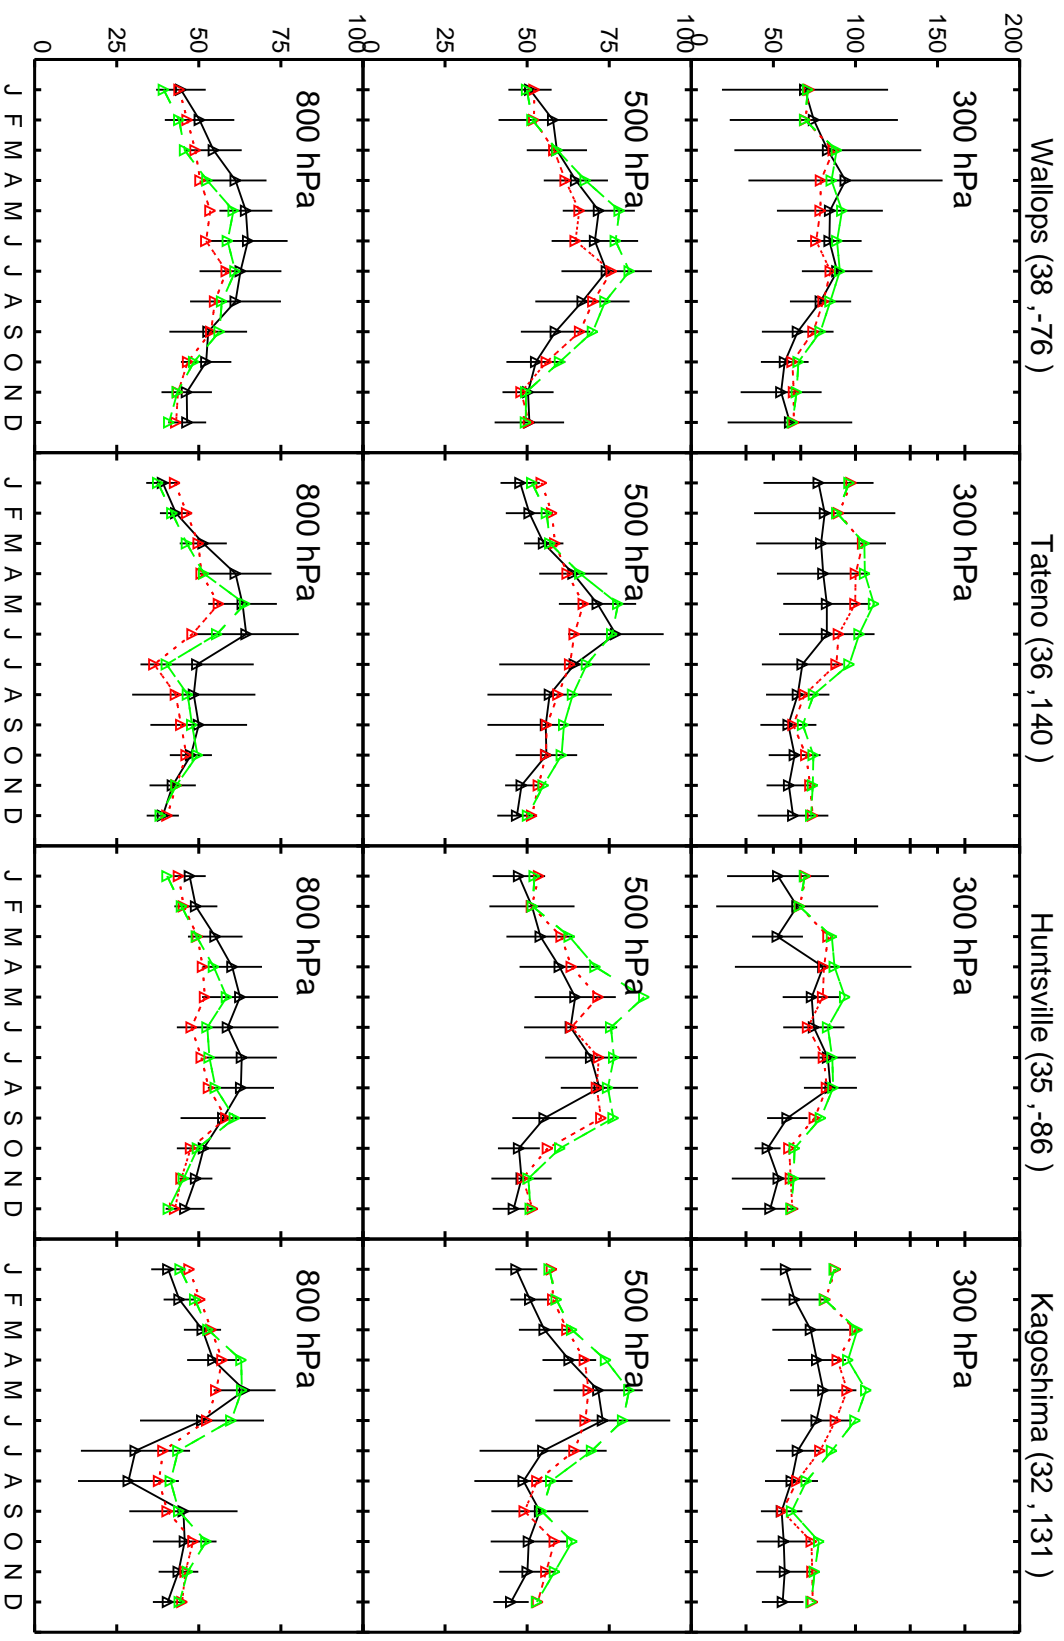 Wallops (38 ,-76 )
Tateno (36 ,140 )
Huntsville (35 ,-86 )
Kagoshima (32 ,131 )
200
150
100
50
0
300 hPa
300 hPa
300 hPa
300 hPa
100
75
50
25
0
500 hPa
500 hPa
500 hPa
500 hPa
100
75
50
25
0
800 hPa
800 hPa
800 hPa
800 hPa
J F M A M J J A S O N D
J F M A M J J A S O N D
J F M A M J J A S O N D
J F M A M J J A S O N D